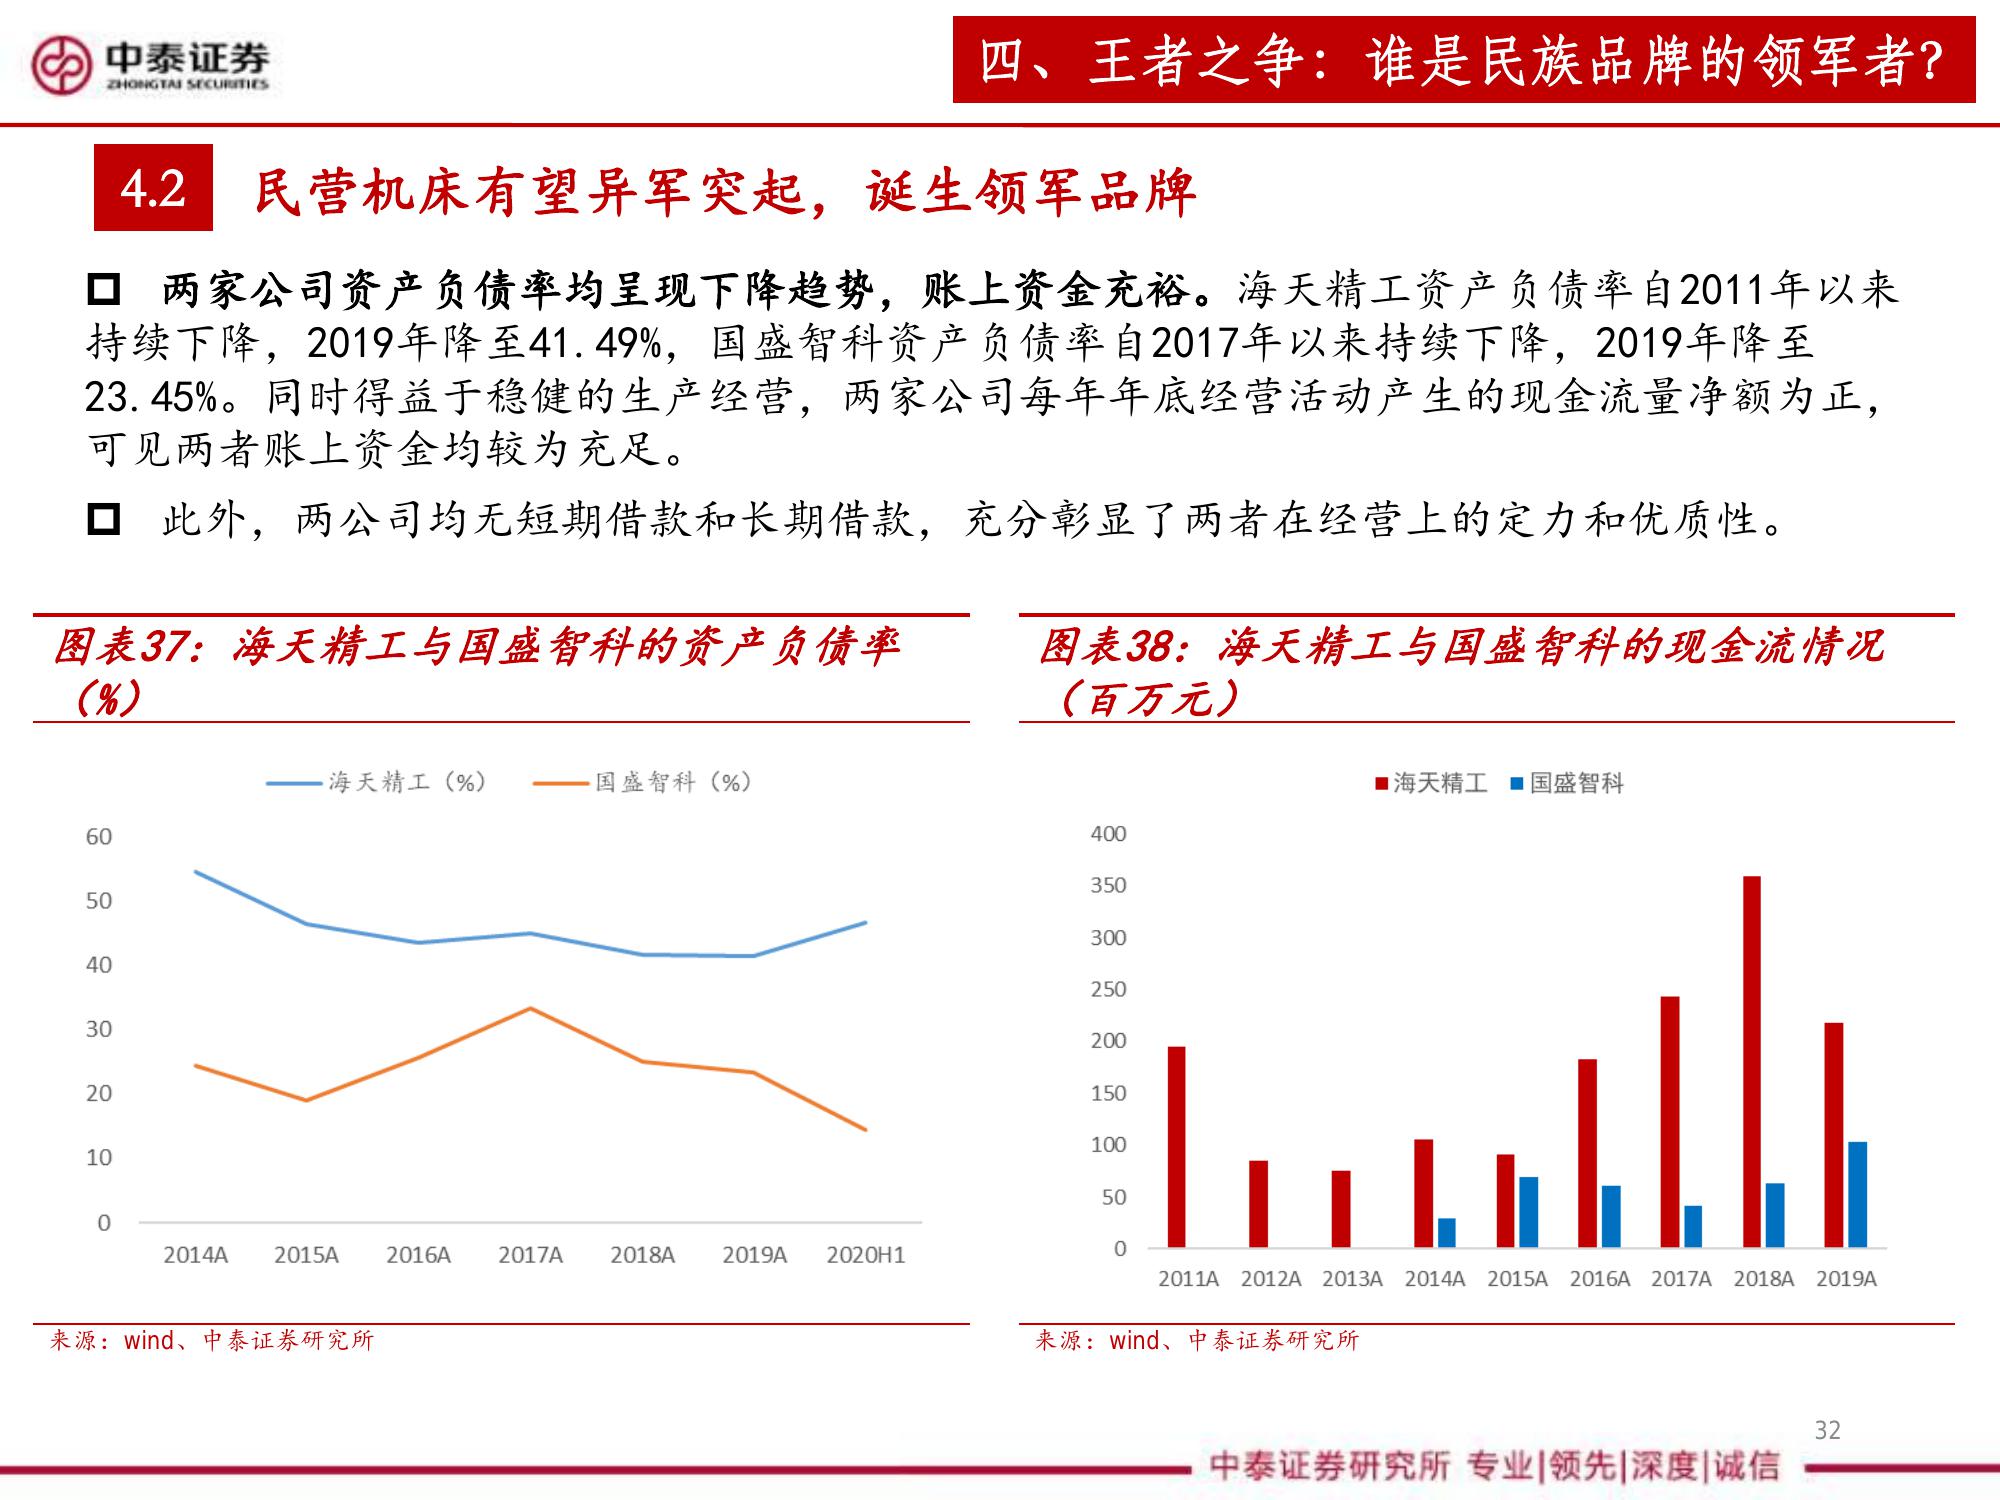 中泰证券
ZHONGTAI SECURITIES
四、王者之争：谁是民族品牌的领军者？
4.2 民营机床有望异军突起，诞生领军品牌
两家公司资产负债率均呈现下降趋势，账上资金充裕。海天精工资产负债率自2011年以来
持续下降，2019年降至41.49%，国盛智科资产负债率自2017年以来持续下降，2019年降至
23.45%。同时得益于稳健的生产经营，两家公司每年年底经营活动产生的现金流量净额为正，
可见两者账上资金均较为充足。
此外，两公司均无短期借款和长期借款，充分彰显了两者在经营上的定力和优质性。
图表37：海天精工与国盛智科的资产负债率
（%）
海天精工（%） 国盛智科（%）
60
50
40
30
20
10
0
2014A 2015A 2016A 2017A 2018A 2019A 2020H1
来源：wind、中泰证券研究所
图表38：海天精工与国盛智科的现金流情况
（百万元）
海天精工 国盛智科
400
350
300
250
200
150
100
50
0
2011A 2012A 2013A 2014A 2015A 2016A 2017A 2018A 2019A
来源：wind、中泰证券研究所
32
中泰证券研究所 专业|领先|深度|诚信